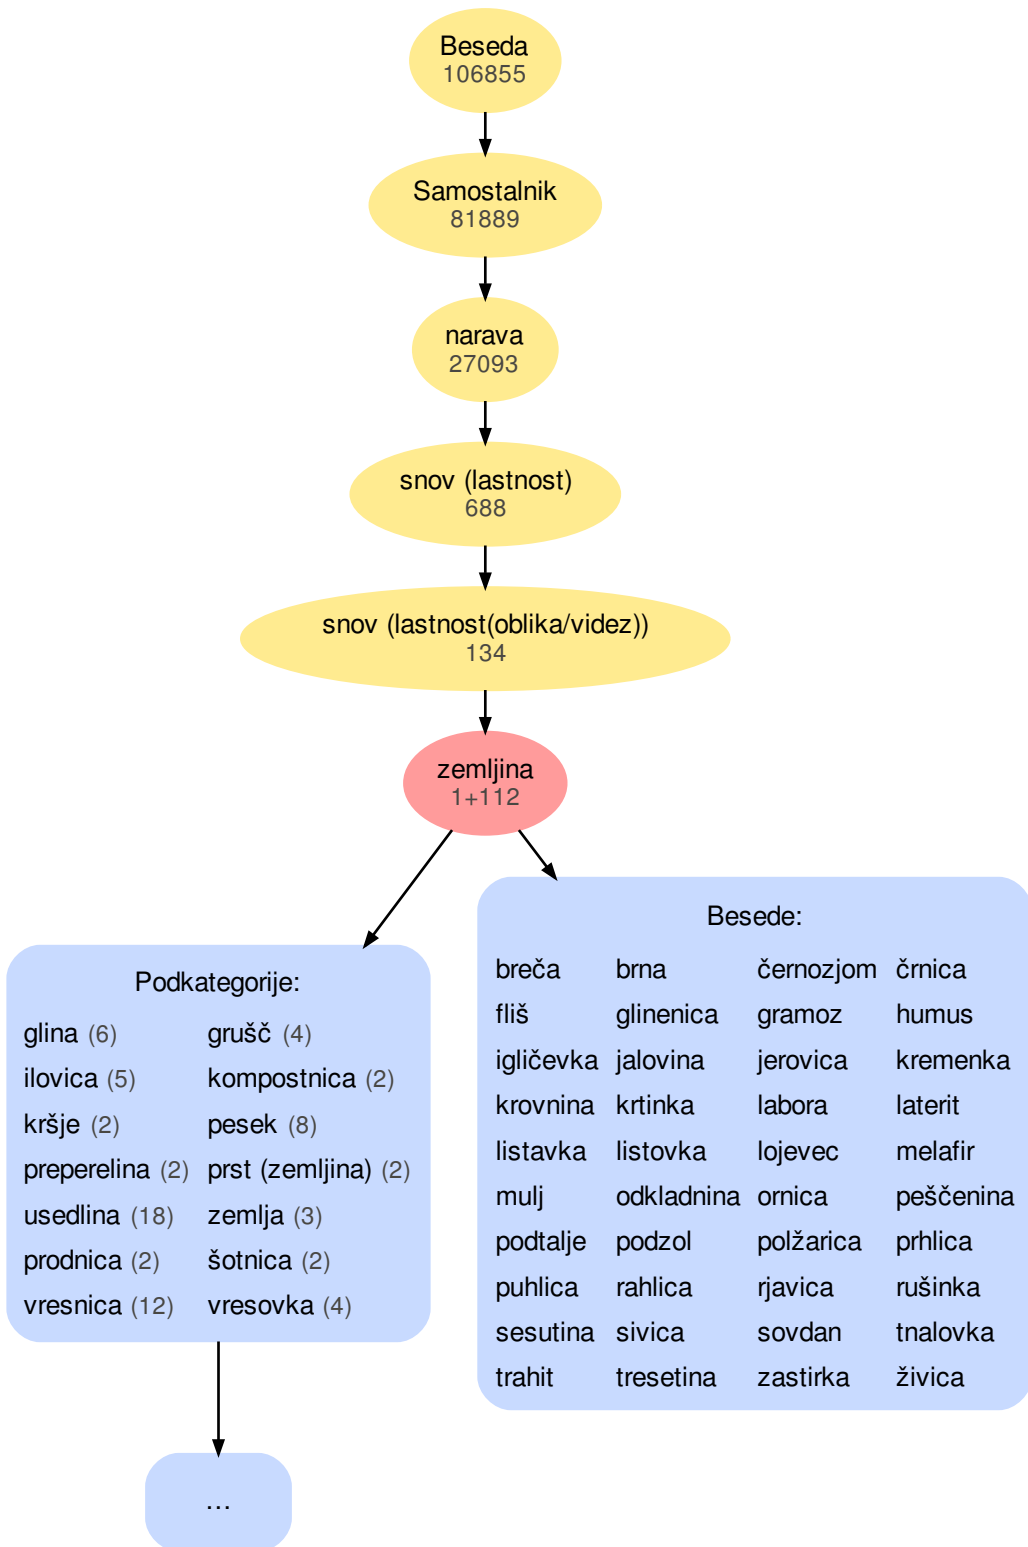 Beseda
106855
Samostalnik
81889
narava
27093
snov (lastnost)
688
snov (lastnost(oblika/videz))
134
zemljina
1+112
Podkategorije:
glina (6) grušč (4)
ilovica (5) kompostnica (2)
kršje (2) pesek (8)
preperelina (2) prst (zemljina) (2)
usedlina (18) zemlja (3)
prodnica (2) šotnica (2)
vresnica (12) vresovka (4)
...
Besede:
breča brna černozjom črnica
fliš glinenica gramoz humus
igličevka jalovina jerovica kremenka
krovnina krtinka labora laterit
listavka listovka lojevec melafir
mulj odkladnina ornica peščenina
podtalje podzol polžarica prhlica
puhlica rahlica rjavica rušinka
sesutina sivica sovdan tnalovka
trahit tresetina zastirka živica